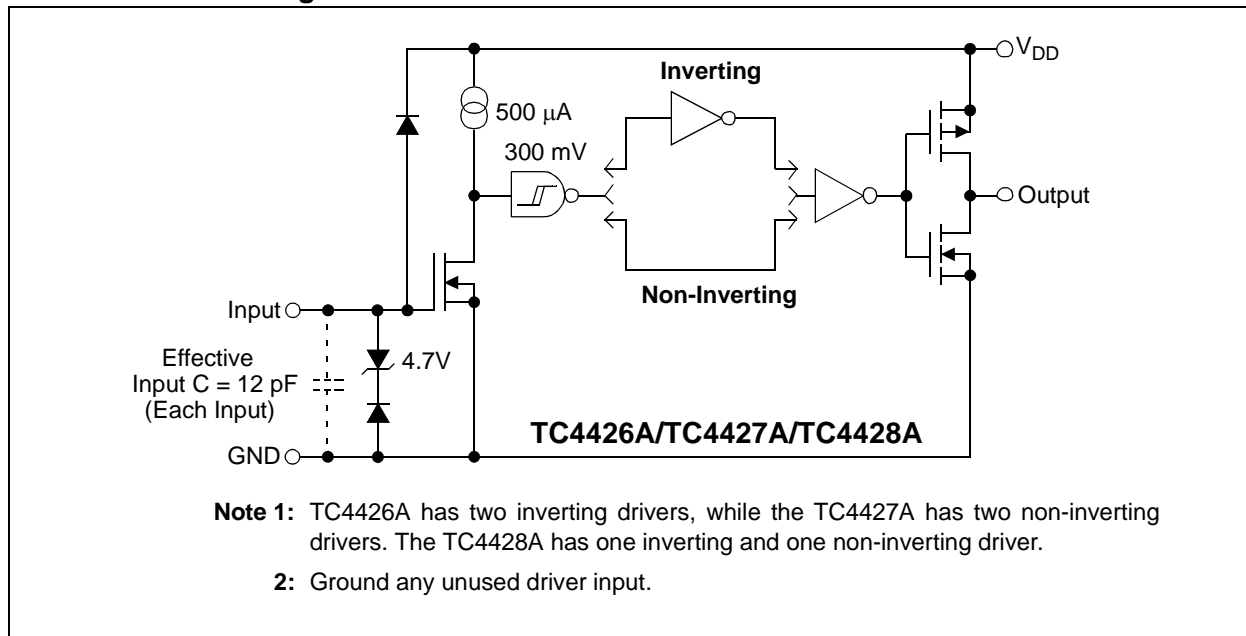 V_DD
Inverting
500 μA
300 mV
Output
Non-Inverting
Input
Effective
Input C = 12 pF
(Each Input)
4.7V
TC4426A/TC4427A/TC4428A
GND
Note 1: TC4426A has two inverting drivers, while the TC4427A has two non-inverting
drivers. The TC4428A has one inverting and one non-inverting driver.
2: Ground any unused driver input.